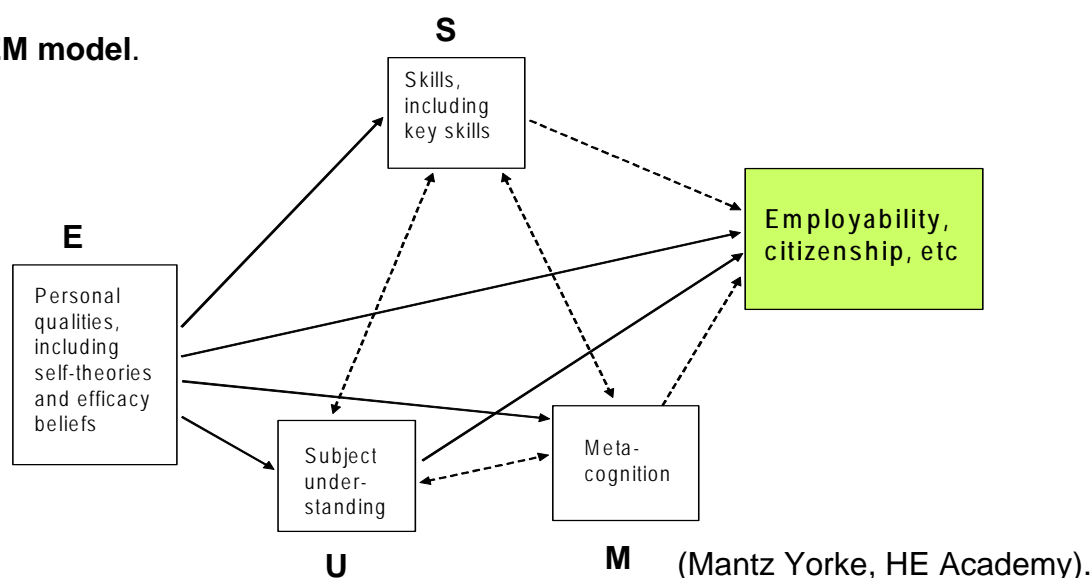 EM model.
S
Skills,
including
key skills
Employability,
citizenship, etc
E
Personal
qualities,
including
self-theories
and efficacy
beliefs
Subject
under-
standing
Meta-
cognition
U
M
(Mantz Yorke, HE Academy).